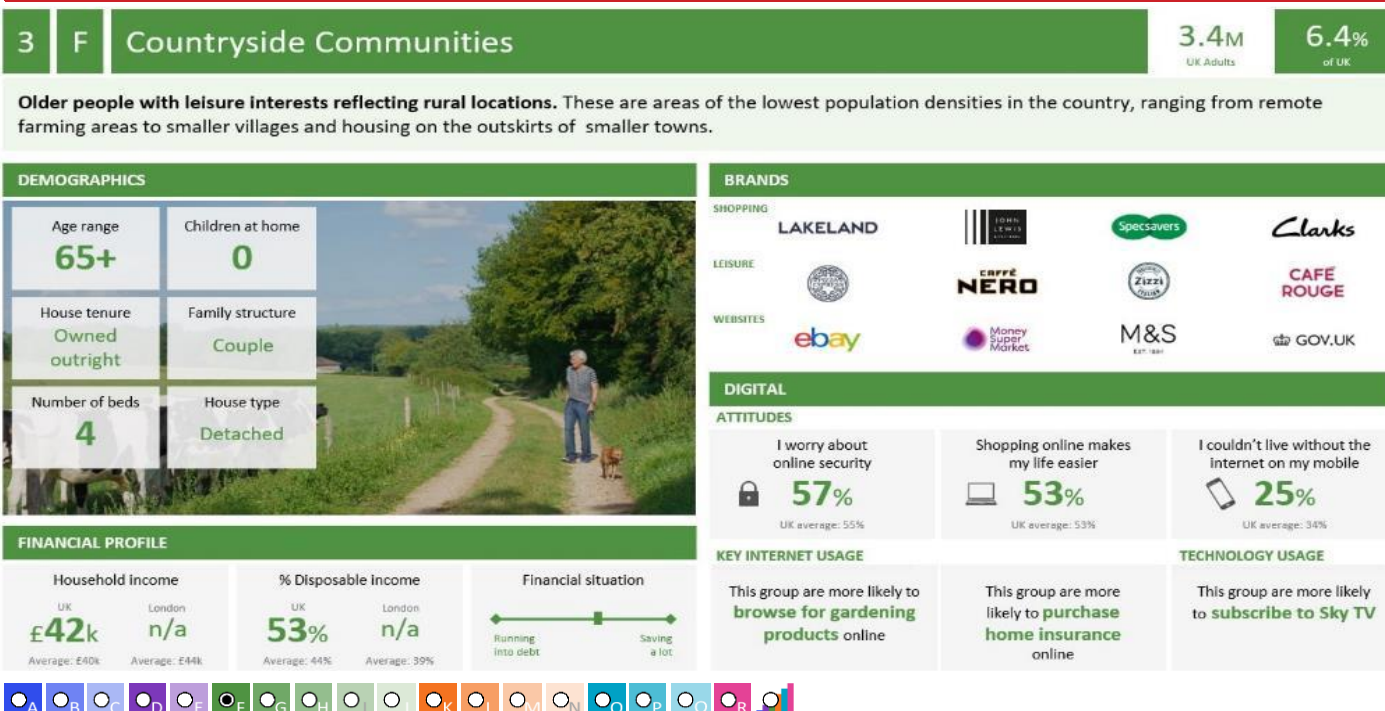 3 F Countryside Communities
3.4M
UK Adults
6.4%
of UK
Older people with leisure interests reflecting rural locations. These are areas of the lowest population densities in the country, ranging from remote
farming areas to smaller villages and housing on the outskirts of smaller towns.
DEMOGRAPHICS
Age range
65+
Children at home
0
House tenure
Owned
outright
Family structure
Couple
Number of beds
4
House type
Detached
FINANCIAL PROFILE
Household income
UK
£42k
Average: £40k
London
n/a
Average: £44k
% Disposable income
UK
53%
Average: 44%
London
n/a
Average: 39%
Financial situation
Running
into debt
Saving
a lot
BRANDS
SHOPPING
LAKELAND
JOHN
LEWIS
Specsavers
Clarks
LEISURE
CAFFÈ
NERO
Zizzi
CAFÉ
ROUGE
WEBSITES
ebay
Money
Super
Market
M&S
EST. 1884
GOV.UK
DIGITAL
ATTITUDES
I worry about
online security
57%
UK average: 55%
Shopping online makes
my life easier
53%
UK average: 53%
I couldn't live without the
internet on my mobile
25%
UK average: 34%
KEY INTERNET USAGE
This group are more likely to
browse for gardening
products online
This group are more
likely to purchase
home insurance
online
TECHNOLOGY USAGE
This group are more likely
to subscribe to Sky TV
A B C D E F G H I J K L M N O P Q R